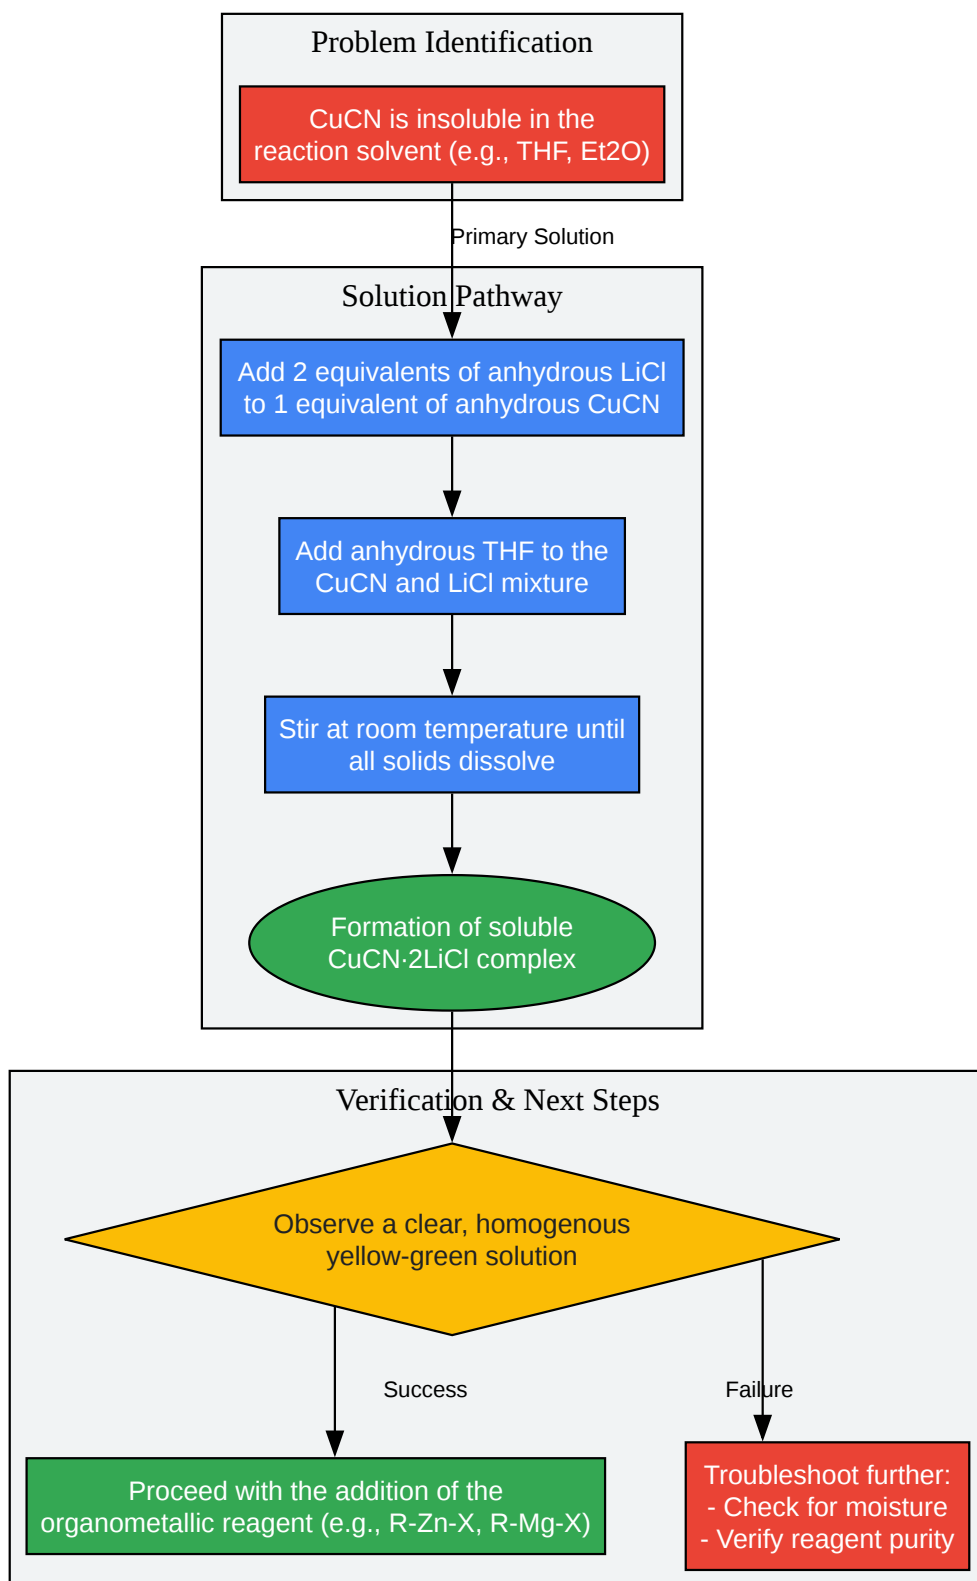 Problem Identification
CuCN is insoluble in the
reaction solvent (e.g., THF, Et2O)
Primary Solution
Solution Pathway
Add 2 equivalents of anhydrous LiCl
to 1 equivalent of anhydrous CuCN
Add anhydrous THF to the
CuCN and LiCl mixture
Stir at room temperature until
all solids dissolve
Formation of soluble
CuCN·2LiCl complex
Verification & Next Steps
Observe a clear, homogenous
yellow-green solution
Success
Failure
Proceed with the addition of the
organometallic reagent (e.g., R-Zn-X, R-Mg-X)
Troubleshoot further:
- Check for moisture
- Verify reagent purity